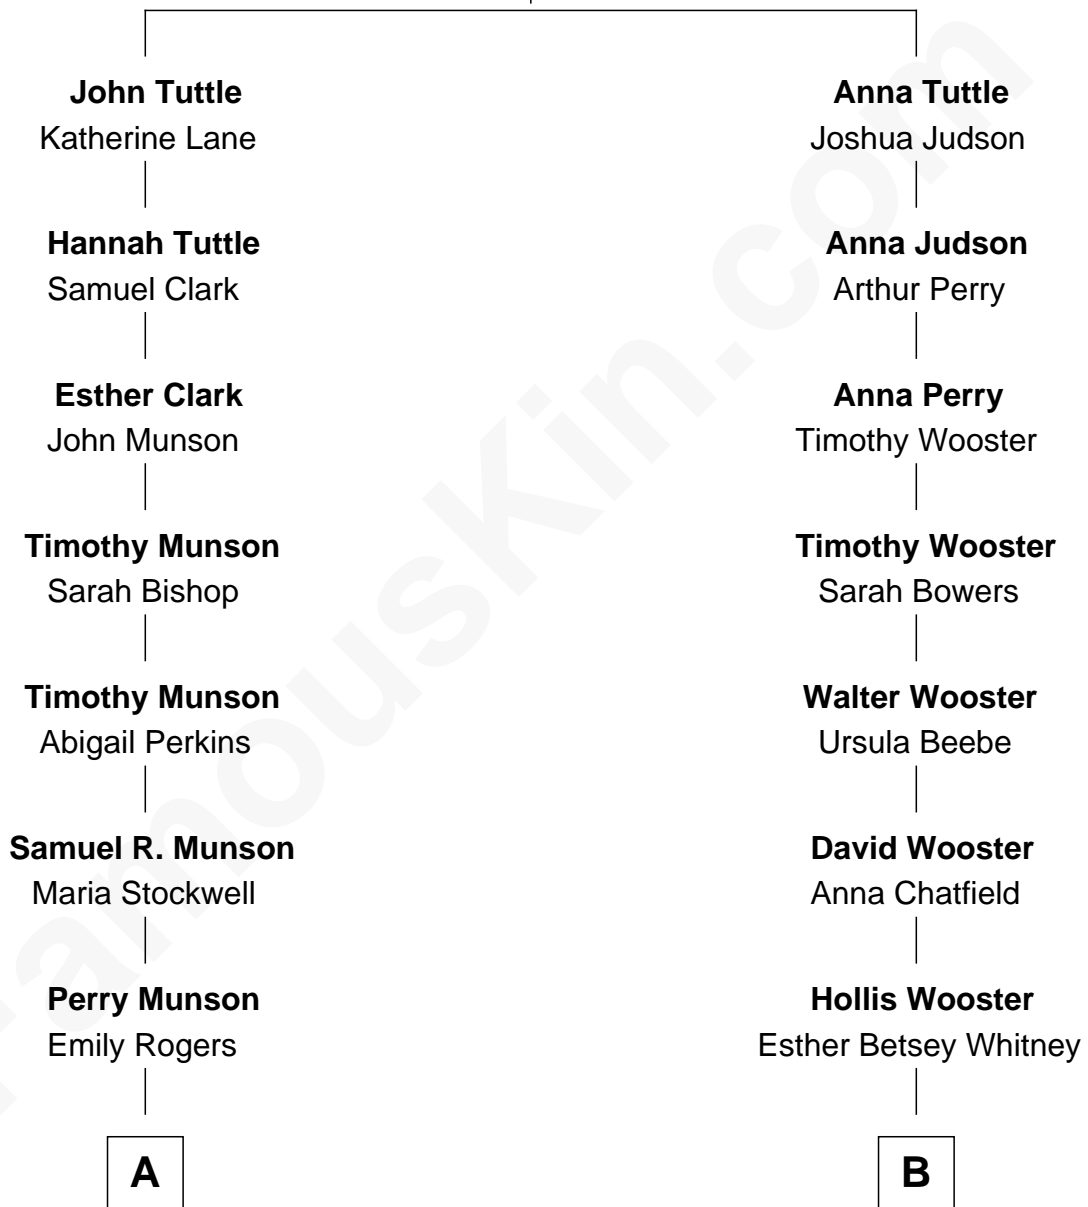 John Tuttle
Katherine Lane
Hannah Tuttle
Samuel Clark
Esther Clark
John Munson
Timothy Munson
Sarah Bishop
Timothy Munson
Abigail Perkins
Samuel R. Munson
Maria Stockwell
Perry Munson
Emily Rogers
A
Anna Tuttle
Joshua Judson
Anna Judson
Arthur Perry
Anna Perry
Timothy Wooster
Timothy Wooster
Sarah Bowers
Walter Wooster
Ursula Beebe
David Wooster
Anna Chatfield
Hollis Wooster
Esther Betsey Whitney
B
FamousKin.com